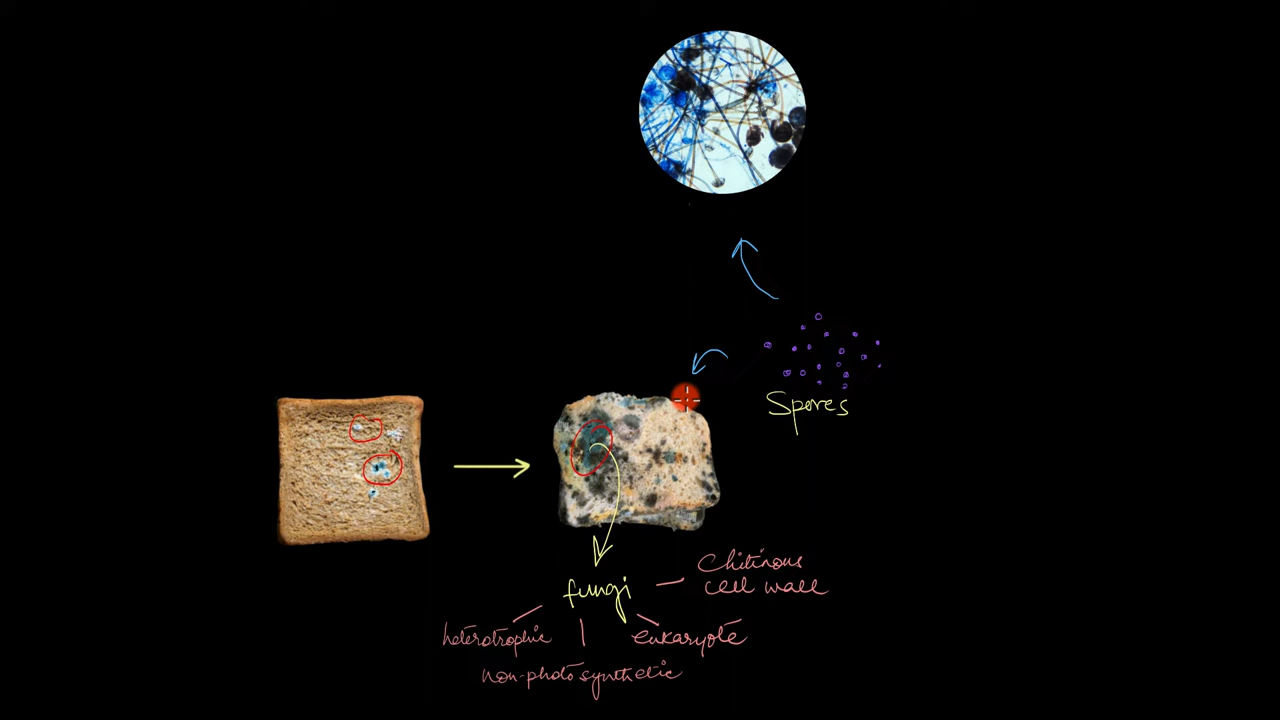 Spores
Chitinous
cell wall
fungi
heterotrophic
eukaryote
non-photosynthetic